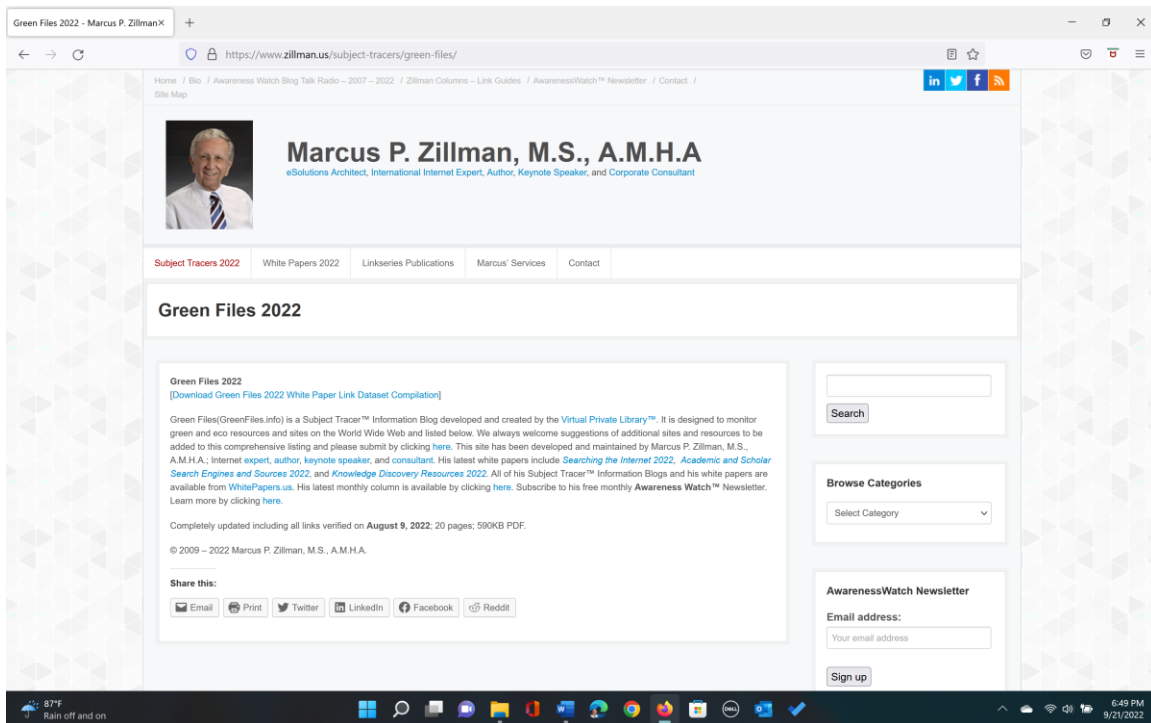 Green Files 2022 - Marcus P. Zillman
https://www.zillman.us/subject-tracers/green-files/
Home / Bio / Awareness Watch Blog Talk Radio – 2007 – 2022 / Zillman Columns – Link Guides / AwarenessWatch™ Newsletter / Contact /
Site Map
in
f
Marcus P. Zillman, M.S., A.M.H.A
eSolutions Architect, International Internet Expert, Author, Keynote Speaker, and Corporate Consultant
Subject Tracers 2022 White Papers 2022 Linkseries Publications Marcus' Services Contact
Green Files 2022
Green Files 2022
[Download Green Files 2022 White Paper Link Dataset Compilation]
Green Files(GreenFiles.info) is a Subject Tracer™ Information Blog developed and created by the Virtual Private Library™. It is designed to monitor
green and eco resources and sites on the World Wide Web and listed below. We always welcome suggestions of additional sites and resources to be
added to this comprehensive listing and please submit by clicking here. This site has been developed and maintained by Marcus P. Zillman, M.S.,
A.M.H.A.; Internet expert, author, keynote speaker, and consultant. His latest white papers include Searching the Internet 2022, Academic and Scholar
Search Engines and Sources 2022, and Knowledge Discovery Resources 2022. All of his Subject Tracer™ Information Blogs and his white papers are
available from WhitePapers.us. His latest monthly column is available by clicking here. Subscribe to his free monthly Awareness Watch™ Newsletter.
Learn more by clicking here.
Completely updated including all links verified on August 9, 2022; 20 pages; 590KB PDF.
© 2009 – 2022 Marcus P. Zillman, M.S., A.M.H.A.
Share this:
Email Print Twitter LinkedIn Facebook Reddit
Search
Browse Categories
Select Category
AwarenessWatch Newsletter
Email address:
Your email address
Sign up
87°F
Rain off and on
DELL
6:49 PM
9/21/2022